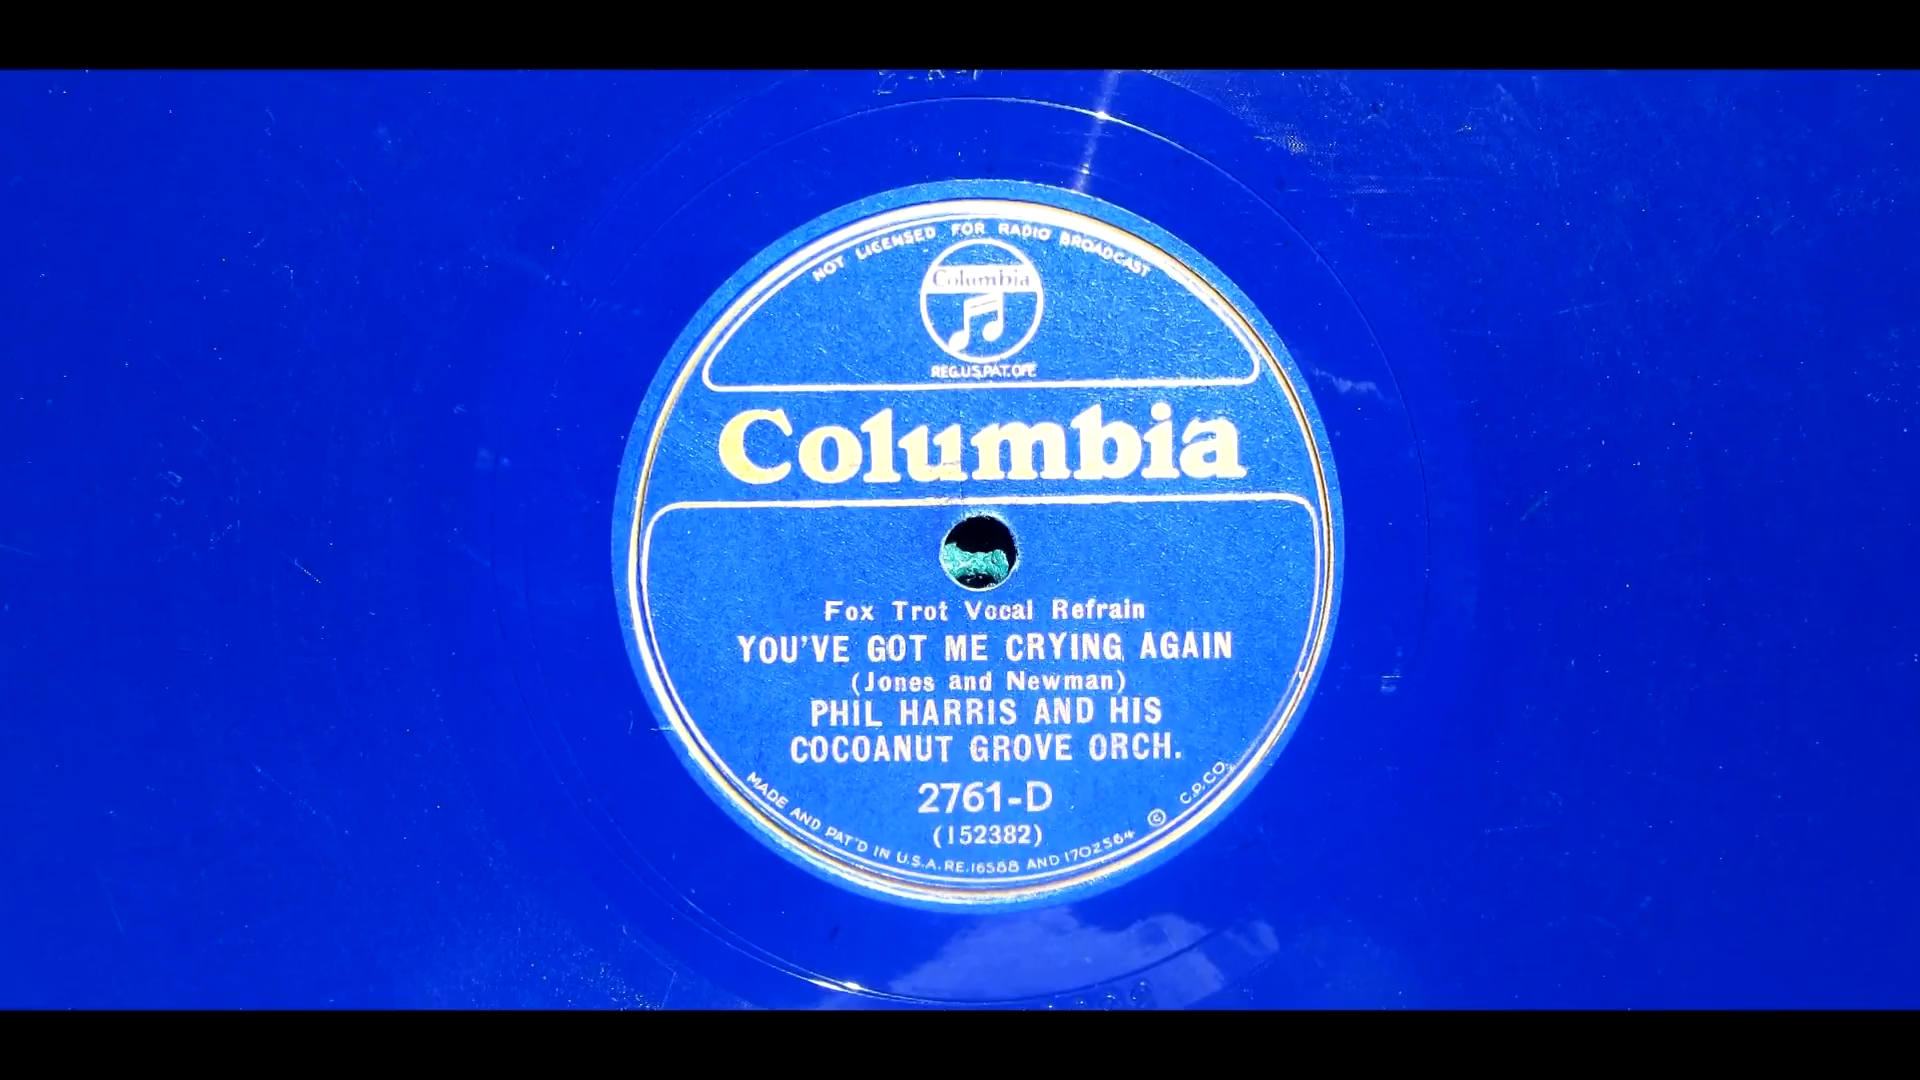 NOT LICENSED FOR RADIO BROADCAST
Columbia
REG.U.S.PAT.OFF.
Columbia
Fox Trot Vocal Refrain
YOU'VE GOT ME CRYING AGAIN
(Jones and Newman)
PHIL HARRIS AND HIS
COCOANUT GROVE ORCH.
2761-D
(152382)
MADE AND PAT'D IN U.S.A. RE.16588 AND 1702564 © C.P.CO.